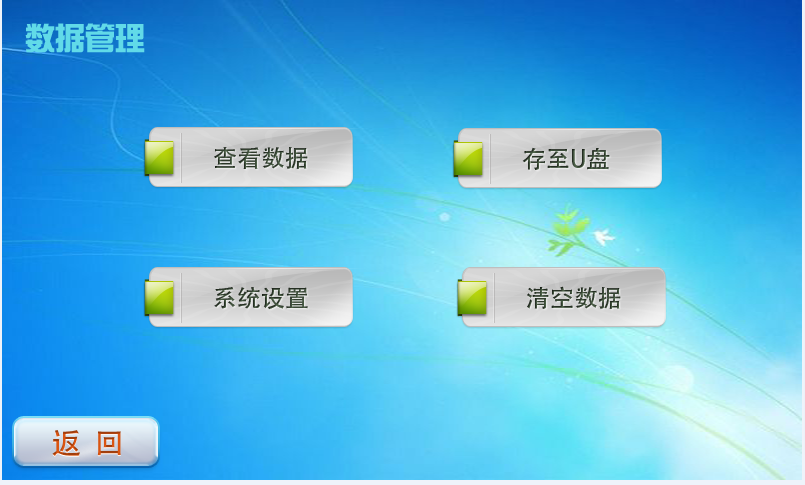 数据管理
查看数据
存至U盘
系统设置
清空数据
返 回